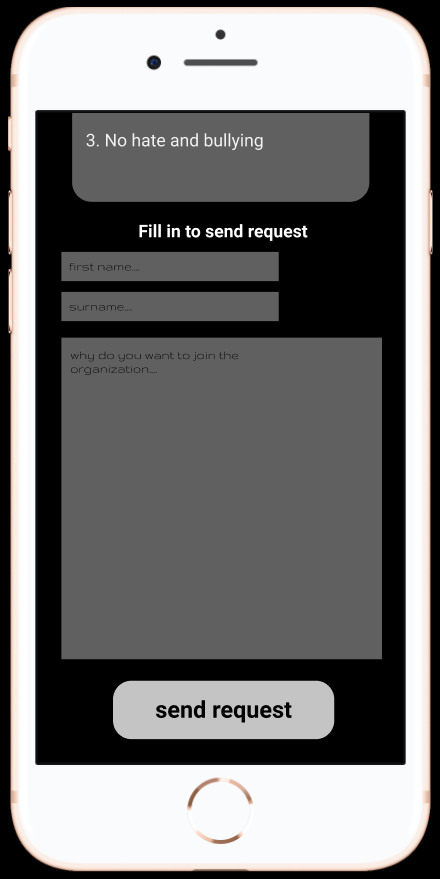 3. No hate and bullying
Fill in to send request
first name....
surname....
why do you want to join the
organization....
send request